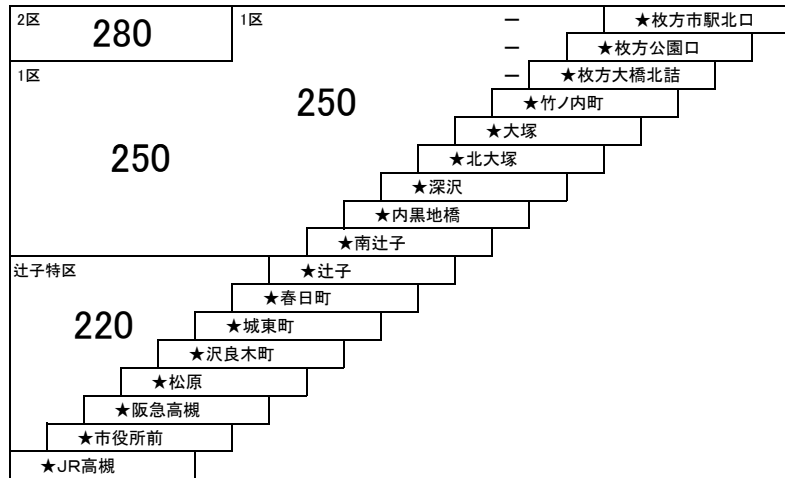 2区 280 1区 － ★枚方市駅北口
－ ★枚方公園口
1区 － ★枚方大橋北詰
250 ★竹ノ内町
★大塚
250 ★北大塚
★深沢
★内黒地橋
★南辻子
辻子特区 ★辻子
★春日町
220 ★城東町
★沢良木町
★松原
★阪急高槻
★市役所前
★JR高槻